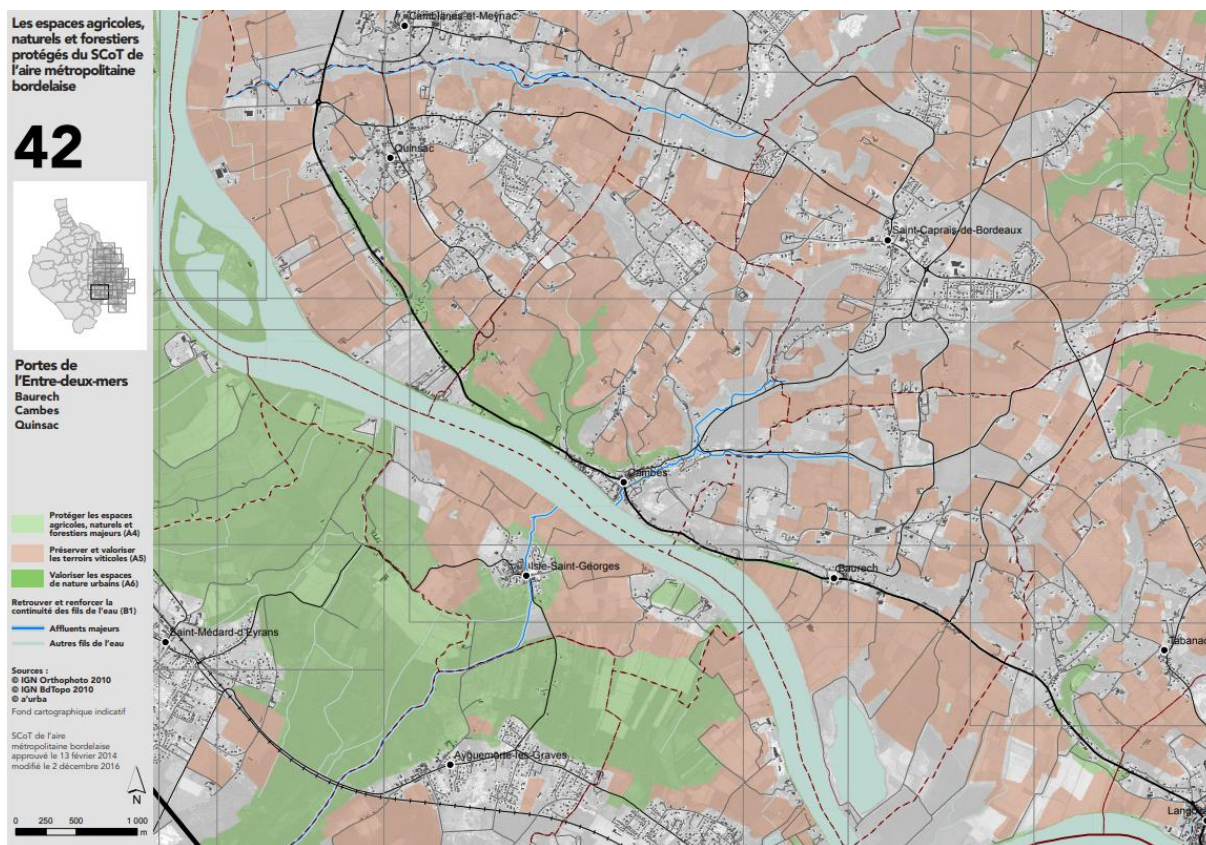 Les espaces agricoles,
naturels et forestiers
protégés du SCoT de
l'aire métropolitaine
bordelaise
42
Portes de
l'Entre-deux-mers
Baurech
Cambes
Quinsac
Protéger les espaces
agricoles, naturels et
forestiers majeurs (A4)
Préserver et valoriser
les terroirs viticoles (A5)
Valoriser les espaces
de nature urbains (A6)
Retrouver et renforcer la
continuité des fils de l'eau (B1)
Affluents majeurs
Autres fils de l'eau
Sources :
© IGN Orthophoto 2010
© IGN BdTopo 2010
© a'urba
Fond cartographique indicatif
SCoT de l'aire
métropolitaine bordelaise
approuvé le 13 février 2014
modifié le 2 décembre 2016
N
0 250 500 1 000
m
Camblanes-et-Meynac
Quinsac
Saint-Caprais-de-Bordeaux
Cambes
Isle-Saint-Georges
Baurech
Saint-Médard-d'Eyrans
Tabanac
Ayguemorte-les-Graves
Langoi